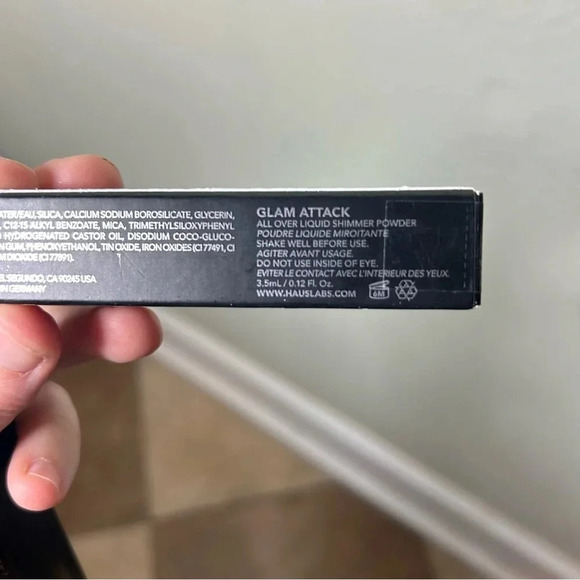 ATER/EAU, SILICA, CALCIUM SODIUM BOROSILICATE, GLYCERIN,
C12-15 ALKYL BENZOATE, MICA, TRIMETHYLSILOXYPHENYL
HYDROGENATED CASTOR OIL, DISODIUM COCO-GLUCO-
N GUM, PHENOXYETHANOL, TIN OXIDE, IRON OXIDES (CI 77491, CI
M DIOXIDE (CI 77891).
EL SEGUNDO, CA 90245 USA
IN GERMANY
GLAM ATTACK
ALL OVER LIQUID SHIMMER POWDER
POUDRE LIQUIDE MIROITANTE
SHAKE WELL BEFORE USE.
AGITER AVANT USAGE.
DO NOT USE INSIDE OF EYE.
EVITER LE CONTACT AVEC L'INTERIEUR DES YEUX.
3.5mL / 0.12 Fl. Oz.
WWW.HAUSLABS.COM
6M